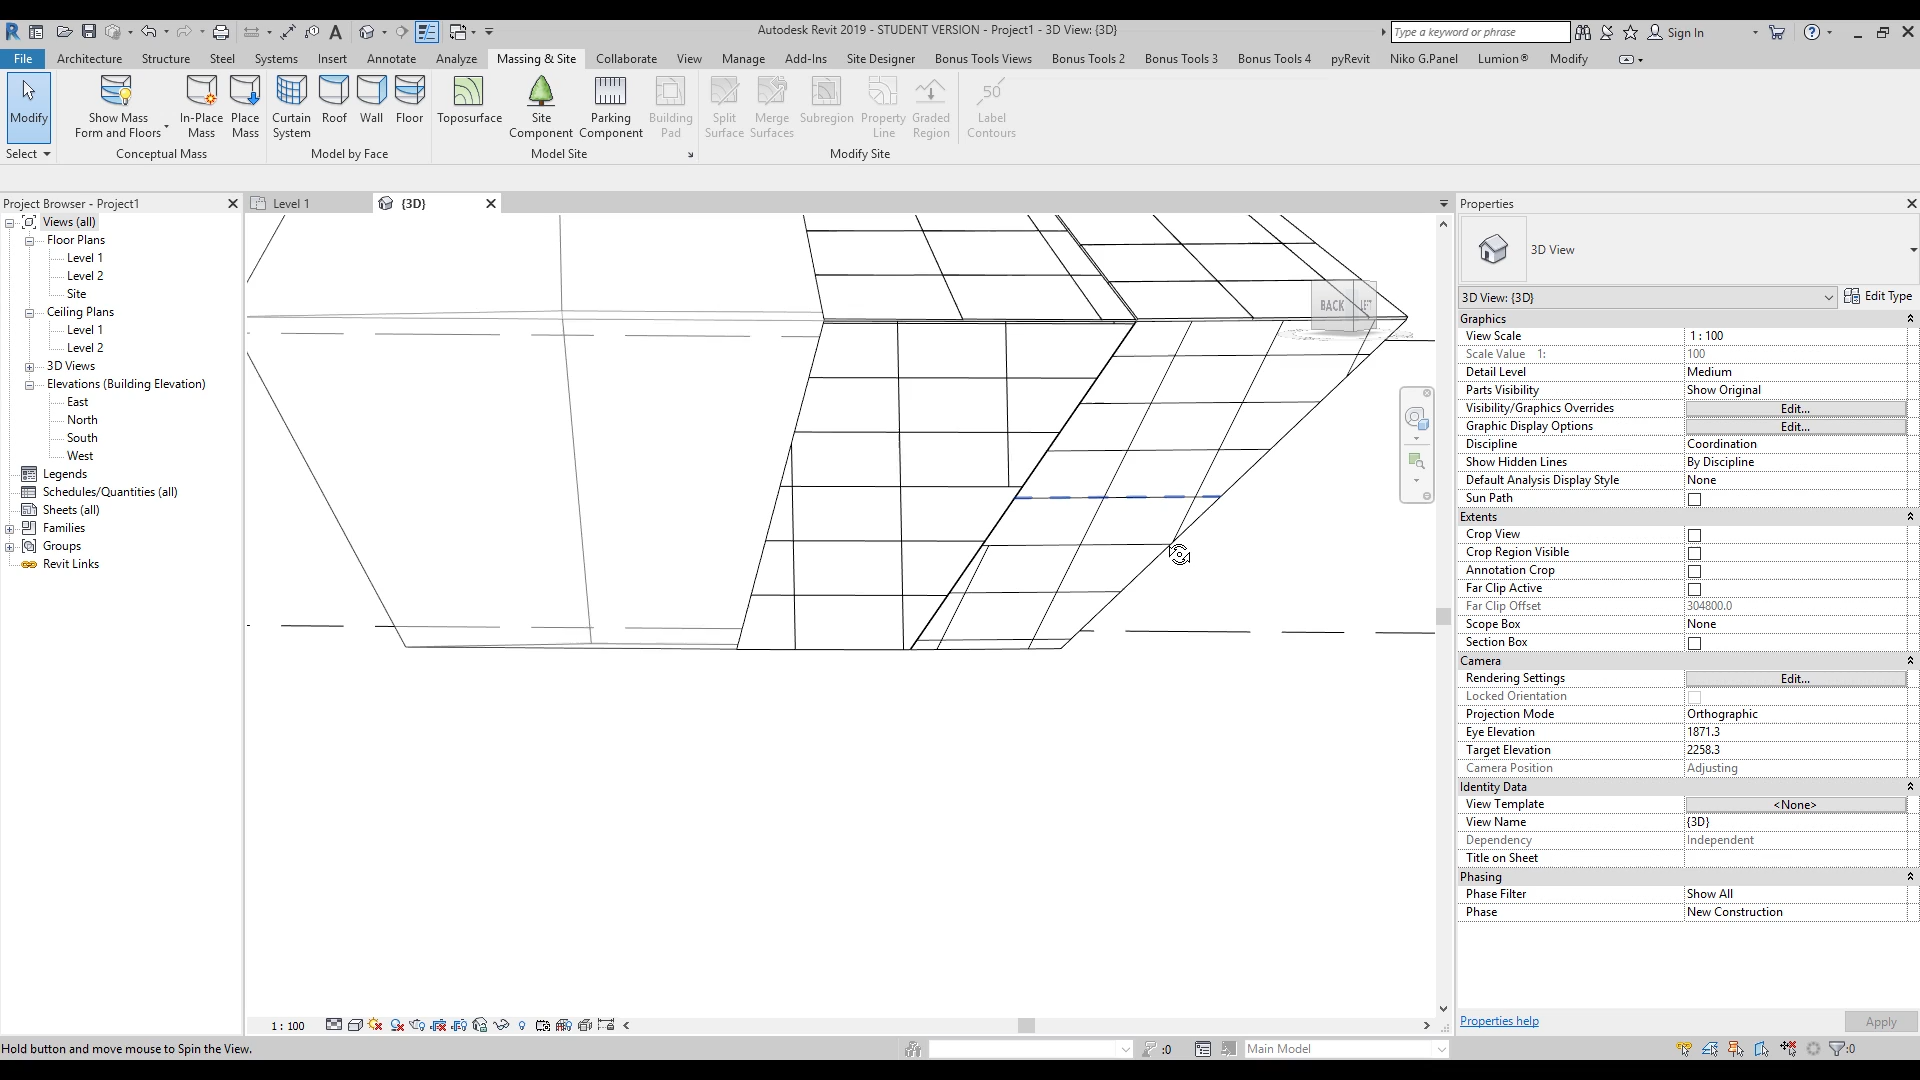 Autodesk Revit 2019 - STUDENT VERSION - Project1 - 3D View: {3D}
Type a keyword or phrase
Sign In
File Architecture Structure Steel Systems Insert Annotate Analyze Massing & Site Collaborate View Manage Add-Ins Site Designer Bonus Tools Views Bonus Tools 2 Bonus Tools 3 Bonus Tools 4 pyRevit Niko G.Panel Lumion® Modify
Modify
Show Mass Form and Floors
In-Place Mass
Place Mass
Curtain System
Roof
Wall
Floor
Toposurface
Site Component
Parking Component
Building Pad
Split Surface
Merge Surfaces
Subregion
Property Line
Graded Region
50
Label Contours
Select
Conceptual Mass
Model by Face
Model Site
Modify Site
Project Browser - Project1
Views (all)
Floor Plans
Level 1
Level 2
Site
Ceiling Plans
Level 1
Level 2
3D Views
Elevations (Building Elevation)
East
North
South
West
Legends
Schedules/Quantities (all)
Sheets (all)
Families
Groups
Revit Links
Level 1
{3D}
BACK
LEFT
Properties
3D View
3D View: {3D}
Edit Type
Graphics
View Scale 1 : 100
Scale Value 1: 100
Detail Level Medium
Parts Visibility Show Original
Visibility/Graphics Overrides Edit...
Graphic Display Options Edit...
Discipline Coordination
Show Hidden Lines By Discipline
Default Analysis Display Style None
Sun Path
Extents
Crop View
Crop Region Visible
Annotation Crop
Far Clip Active
Far Clip Offset 304800.0
Scope Box None
Section Box
Camera
Rendering Settings Edit...
Locked Orientation
Projection Mode Orthographic
Eye Elevation 1871.3
Target Elevation 2258.3
Camera Position Adjusting
Identity Data
View Template <None>
View Name {3D}
Dependency Independent
Title on Sheet
Phasing
Phase Filter Show All
Phase New Construction
Properties help
Apply
1 : 100
Hold button and move mouse to Spin the View.
:0
Main Model
:0